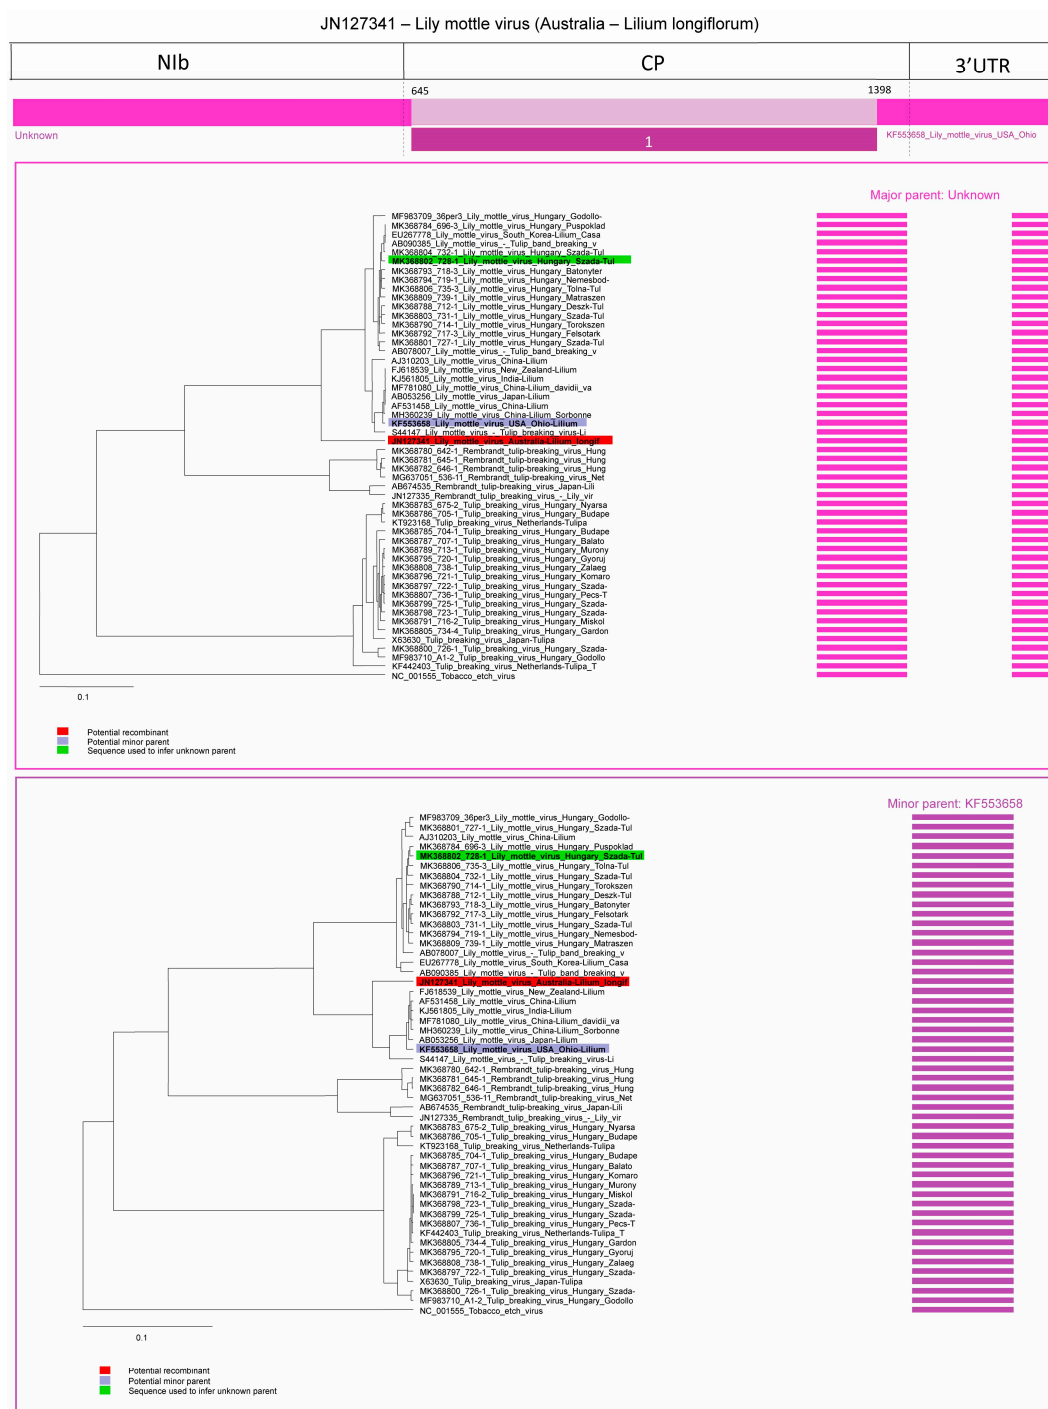 JN127341 – Lily mottle virus (Australia – Lilium longiflorum)
NIb
CP
3’UTR
645
1398
Unknown
1
KF553658_Lily_mottle_virus_USA_Ohio
Major parent: Unknown
MF983709_36per3_Lily_mottle_virus_Hungary_Godollo-
MK368784_696-3_Lily_mottle_virus_Hungary_Puspoklad
EU267778_Lily_mottle_virus_South_Korea-Lilium_Casa
AB090385_Lily_mottle_virus_-_Tulip_band_breaking_v
MK368804_732-1_Lily_mottle_virus_Hungary_Szada-Tul
MK368802_728-1_Lily_mottle_virus_Hungary_Szada-Tul
MK368793_718-3_Lily_mottle_virus_Hungary_Batonyter
MK368794_719-1_Lily_mottle_virus_Hungary_Nemesbod-
MK368806_735-3_Lily_mottle_virus_Hungary_Tolna-Tul
MK368809_739-1_Lily_mottle_virus_Hungary_Matraszen
MK368788_712-1_Lily_mottle_virus_Hungary_Deszk-Tul
MK368803_731-1_Lily_mottle_virus_Hungary_Szada-Tul
MK368790_714-1_Lily_mottle_virus_Hungary_Torokszen
MK368792_717-3_Lily_mottle_virus_Hungary_Felsotark
MK368801_727-1_Lily_mottle_virus_Hungary_Szada-Tul
AB078007_Lily_mottle_virus_-_Tulip_band_breaking_v
AJ310203_Lily_mottle_virus_China-Lilium
FJ618539_Lily_mottle_virus_New_Zealand-Lilium
KJ561805_Lily_mottle_virus_India-Lilium
MF781080_Lily_mottle_virus_China-Lilium_davidii_va
AB053256_Lily_mottle_virus_Japan-Lilium
AF531458_Lily_mottle_virus_China-Lilium
MH360239_Lily_mottle_virus_China-Lilium_Sorbonne
KF553658_Lily_mottle_virus_USA_Ohio-Lilium
S44147_Lily_mottle_virus_-_Tulip_breaking_virus-Li
JN127341_Lily_mottle_virus_Australia-Lilium_longif
MK368780_642-1_Rembrandt_tulip-breaking_virus_Hung
MK368781_645-1_Rembrandt_tulip-breaking_virus_Hung
MK368782_646-1_Rembrandt_tulip-breaking_virus_Hung
MG637051_536-11_Rembrandt_tulip-breaking_virus_Net
AB674535_Rembrandt_tulip-breaking_virus_Japan-Lili
JN127335_Rembrandt_tulip-breaking_virus_-_Lily_vir
MK368783_675-2_Tulip_breaking_virus_Hungary_Nyarsa
MK368786_705-1_Tulip_breaking_virus_Hungary_Budape
KT923168_Tulip_breaking_virus_Netherlands-Tulipa
MK368785_704-1_Tulip_breaking_virus_Hungary_Budape
MK368787_707-1_Tulip_breaking_virus_Hungary_Balato
MK368789_713-1_Tulip_breaking_virus_Hungary_Murony
MK368795_720-1_Tulip_breaking_virus_Hungary_Gyoruj
MK368808_738-1_Tulip_breaking_virus_Hungary_Zalaeg
MK368796_721-1_Tulip_breaking_virus_Hungary_Komaro
MK368797_722-1_Tulip_breaking_virus_Hungary_Szada-
MK368807_736-1_Tulip_breaking_virus_Hungary_Pecs-T
MK368799_725-1_Tulip_breaking_virus_Hungary_Szada-
MK368798_723-1_Tulip_breaking_virus_Hungary_Szada-
MK368791_716-2_Tulip_breaking_virus_Hungary_Miskol
MK368805_734-4_Tulip_breaking_virus_Hungary_Gardon
X63630_Tulip_breaking_virus_Japan-Tulipa
MK368800_726-1_Tulip_breaking_virus_Hungary_Szada-
MF983710_A1-2_Tulip_breaking_virus_Hungary_Godollo
KF442403_Tulip_breaking_virus_Netherlands-Tulipa_T
NC_001555_Tobacco_etch_virus
0.1
Potential recombinant
Potential minor parent
Sequence used to infer unknown parent
Minor parent: KF553658
MF983709_36per3_Lily_mottle_virus_Hungary_Godollo-
MK368801_727-1_Lily_mottle_virus_Hungary_Szada-Tul
AJ310203_Lily_mottle_virus_China-Lilium
MK368784_696-3_Lily_mottle_virus_Hungary_Puspoklad
MK368802_728-1_Lily_mottle_virus_Hungary_Szada-Tul
MK368806_735-3_Lily_mottle_virus_Hungary_Tolna-Tul
MK368804_732-1_Lily_mottle_virus_Hungary_Szada-Tul
MK368790_714-1_Lily_mottle_virus_Hungary_Torokszen
MK368788_712-1_Lily_mottle_virus_Hungary_Deszk-Tul
MK368793_718-3_Lily_mottle_virus_Hungary_Batonyter
MK368792_717-3_Lily_mottle_virus_Hungary_Felsotark
MK368803_731-1_Lily_mottle_virus_Hungary_Szada-Tul
MK368794_719-1_Lily_mottle_virus_Hungary_Nemesbod-
MK368809_739-1_Lily_mottle_virus_Hungary_Matraszen
AB078007_Lily_mottle_virus_-_Tulip_band_breaking_v
EU267778_Lily_mottle_virus_South_Korea-Lilium_Casa
AB090385_Lily_mottle_virus_-_Tulip_band_breaking_v
JN127341_Lily_mottle_virus_Australia-Lilium_longif
FJ618539_Lily_mottle_virus_New_Zealand-Lilium
AF531458_Lily_mottle_virus_China-Lilium
KJ561805_Lily_mottle_virus_India-Lilium
MF781080_Lily_mottle_virus_China-Lilium_davidii_va
MH360239_Lily_mottle_virus_China-Lilium_Sorbonne
AB053256_Lily_mottle_virus_Japan-Lilium
KF553658_Lily_mottle_virus_USA_Ohio-Lilium
S44147_Lily_mottle_virus_-_Tulip_breaking_virus-Li
MK368780_642-1_Rembrandt_tulip-breaking_virus_Hung
MK368781_645-1_Rembrandt_tulip-breaking_virus_Hung
MK368782_646-1_Rembrandt_tulip-breaking_virus_Hung
MG637051_536-11_Rembrandt_tulip-breaking_virus_Net
AB674535_Rembrandt_tulip-breaking_virus_Japan-Lili
JN127335_Rembrandt_tulip-breaking_virus_-_Lily_vir
MK368783_675-2_Tulip_breaking_virus_Hungary_Nyarsa
MK368786_705-1_Tulip_breaking_virus_Hungary_Budape
KT923168_Tulip_breaking_virus_Netherlands-Tulipa
MK368785_704-1_Tulip_breaking_virus_Hungary_Budape
MK368787_707-1_Tulip_breaking_virus_Hungary_Balato
MK368796_721-1_Tulip_breaking_virus_Hungary_Komaro
MK368789_713-1_Tulip_breaking_virus_Hungary_Murony
MK368791_716-2_Tulip_breaking_virus_Hungary_Miskol
MK368798_723-1_Tulip_breaking_virus_Hungary_Szada-
MK368799_725-1_Tulip_breaking_virus_Hungary_Szada-
MK368807_736-1_Tulip_breaking_virus_Hungary_Pecs-T
KF442403_Tulip_breaking_virus_Netherlands-Tulipa_T
MK368805_734-4_Tulip_breaking_virus_Hungary_Gardon
MK368795_720-1_Tulip_breaking_virus_Hungary_Gyoruj
MK368808_738-1_Tulip_breaking_virus_Hungary_Zalaeg
MK368797_722-1_Tulip_breaking_virus_Hungary_Szada-
X63630_Tulip_breaking_virus_Japan-Tulipa
MK368800_726-1_Tulip_breaking_virus_Hungary_Szada-
MF983710_A1-2_Tulip_breaking_virus_Hungary_Godollo
NC_001555_Tobacco_etch_virus
0.1
Potential recombinant
Potential minor parent
Sequence used to infer unknown parent